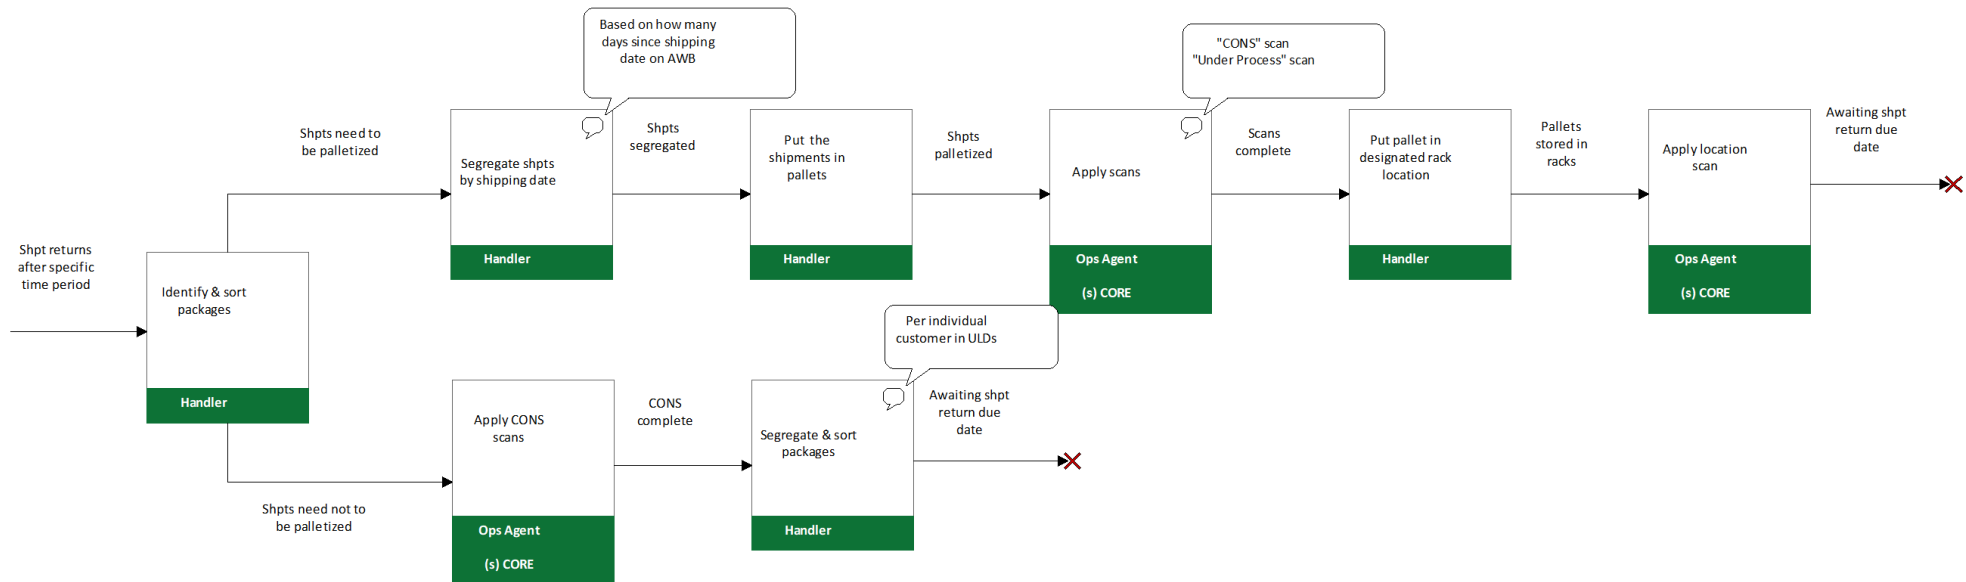 Based on how many
days since shipping
date on AWB
"CONS" scan
"Under Process" scan
Shpts need to
be palletized
Segregate shpts
by shipping date
Handler
Shpts
segregated
Put the
shipments in
pallets
Handler
Shpts
palletized
Apply scans
Ops Agent
(s) CORE
Scans
complete
Put pallet in
designated rack
location
Handler
Pallets
stored in
racks
Apply location
scan
Ops Agent
(s) CORE
Awaiting shpt
return due
date
Shpt returns
after specific
time period
Identify & sort
packages
Handler
Shpts need not to
be palletized
Apply CONS
scans
Ops Agent
(s) CORE
CONS
complete
Per individual
customer in ULDs
Segregate & sort
packages
Handler
Awaiting shpt
return due
date